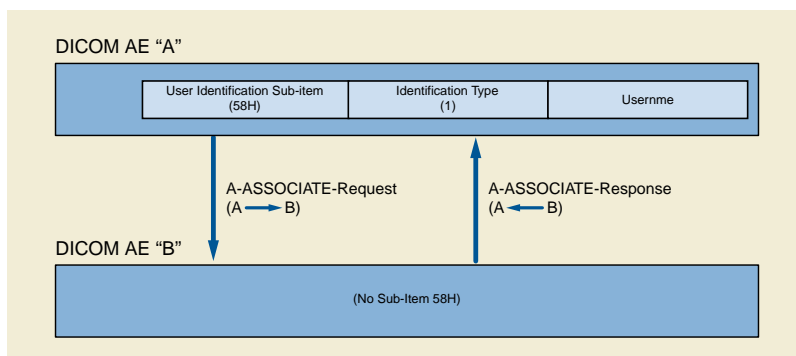 DICOM AE “A”
User Identification Sub-item
(58H)
Identification Type
(1)
Usernme
A-ASSOCIATE-Request
(A B)
A-ASSOCIATE-Response
(A B)
DICOM AE “B”
(No Sub-Item 58H)